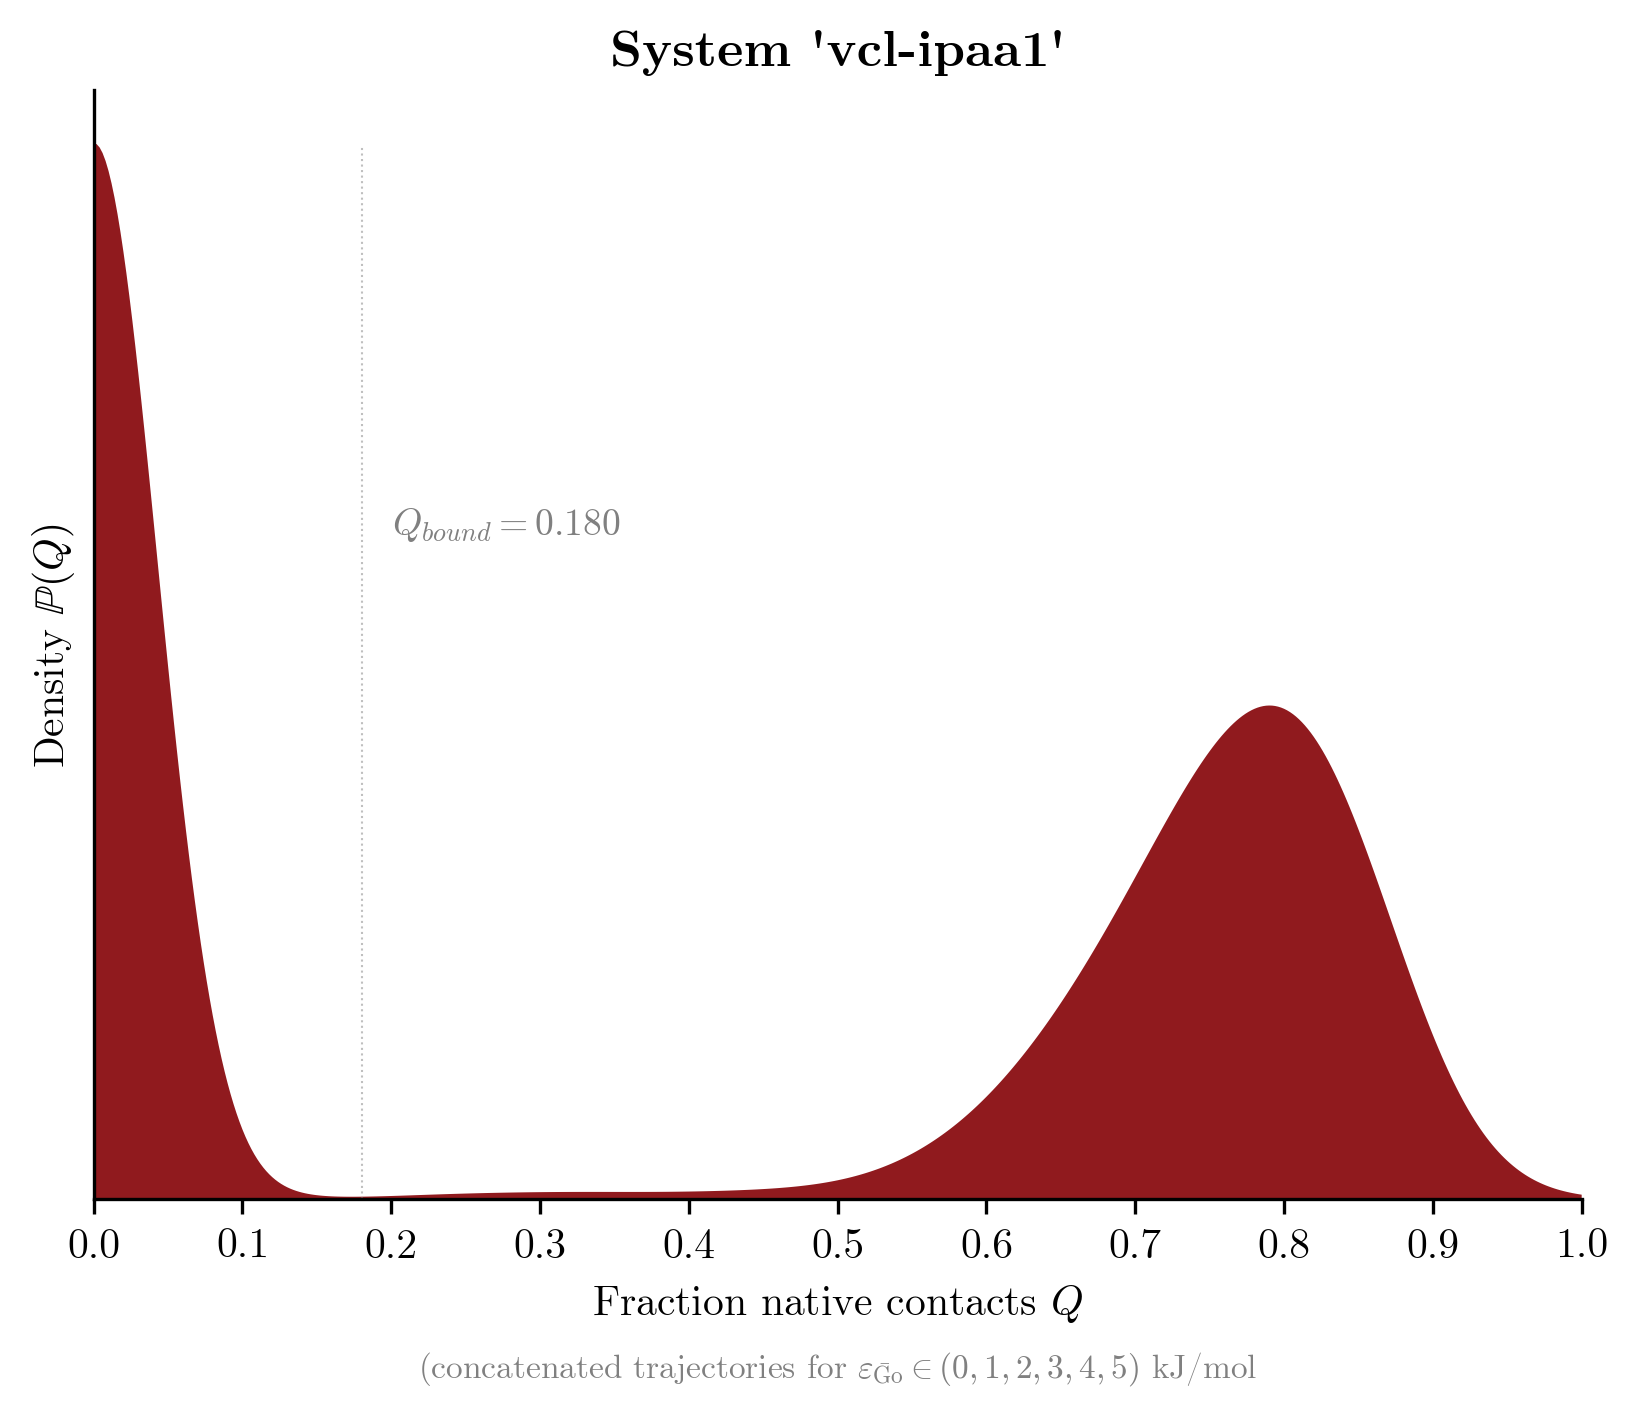 System 'vcl-ipaa1'
Density ℙ(Q)
Q_bound = 0.180
0.0 0.1 0.2 0.3 0.4 0.5 0.6 0.7 0.8 0.9 1.0
Fraction native contacts Q
(concatenated trajectories for ε_Ḡo ∈ (0, 1, 2, 3, 4, 5) kJ/mol